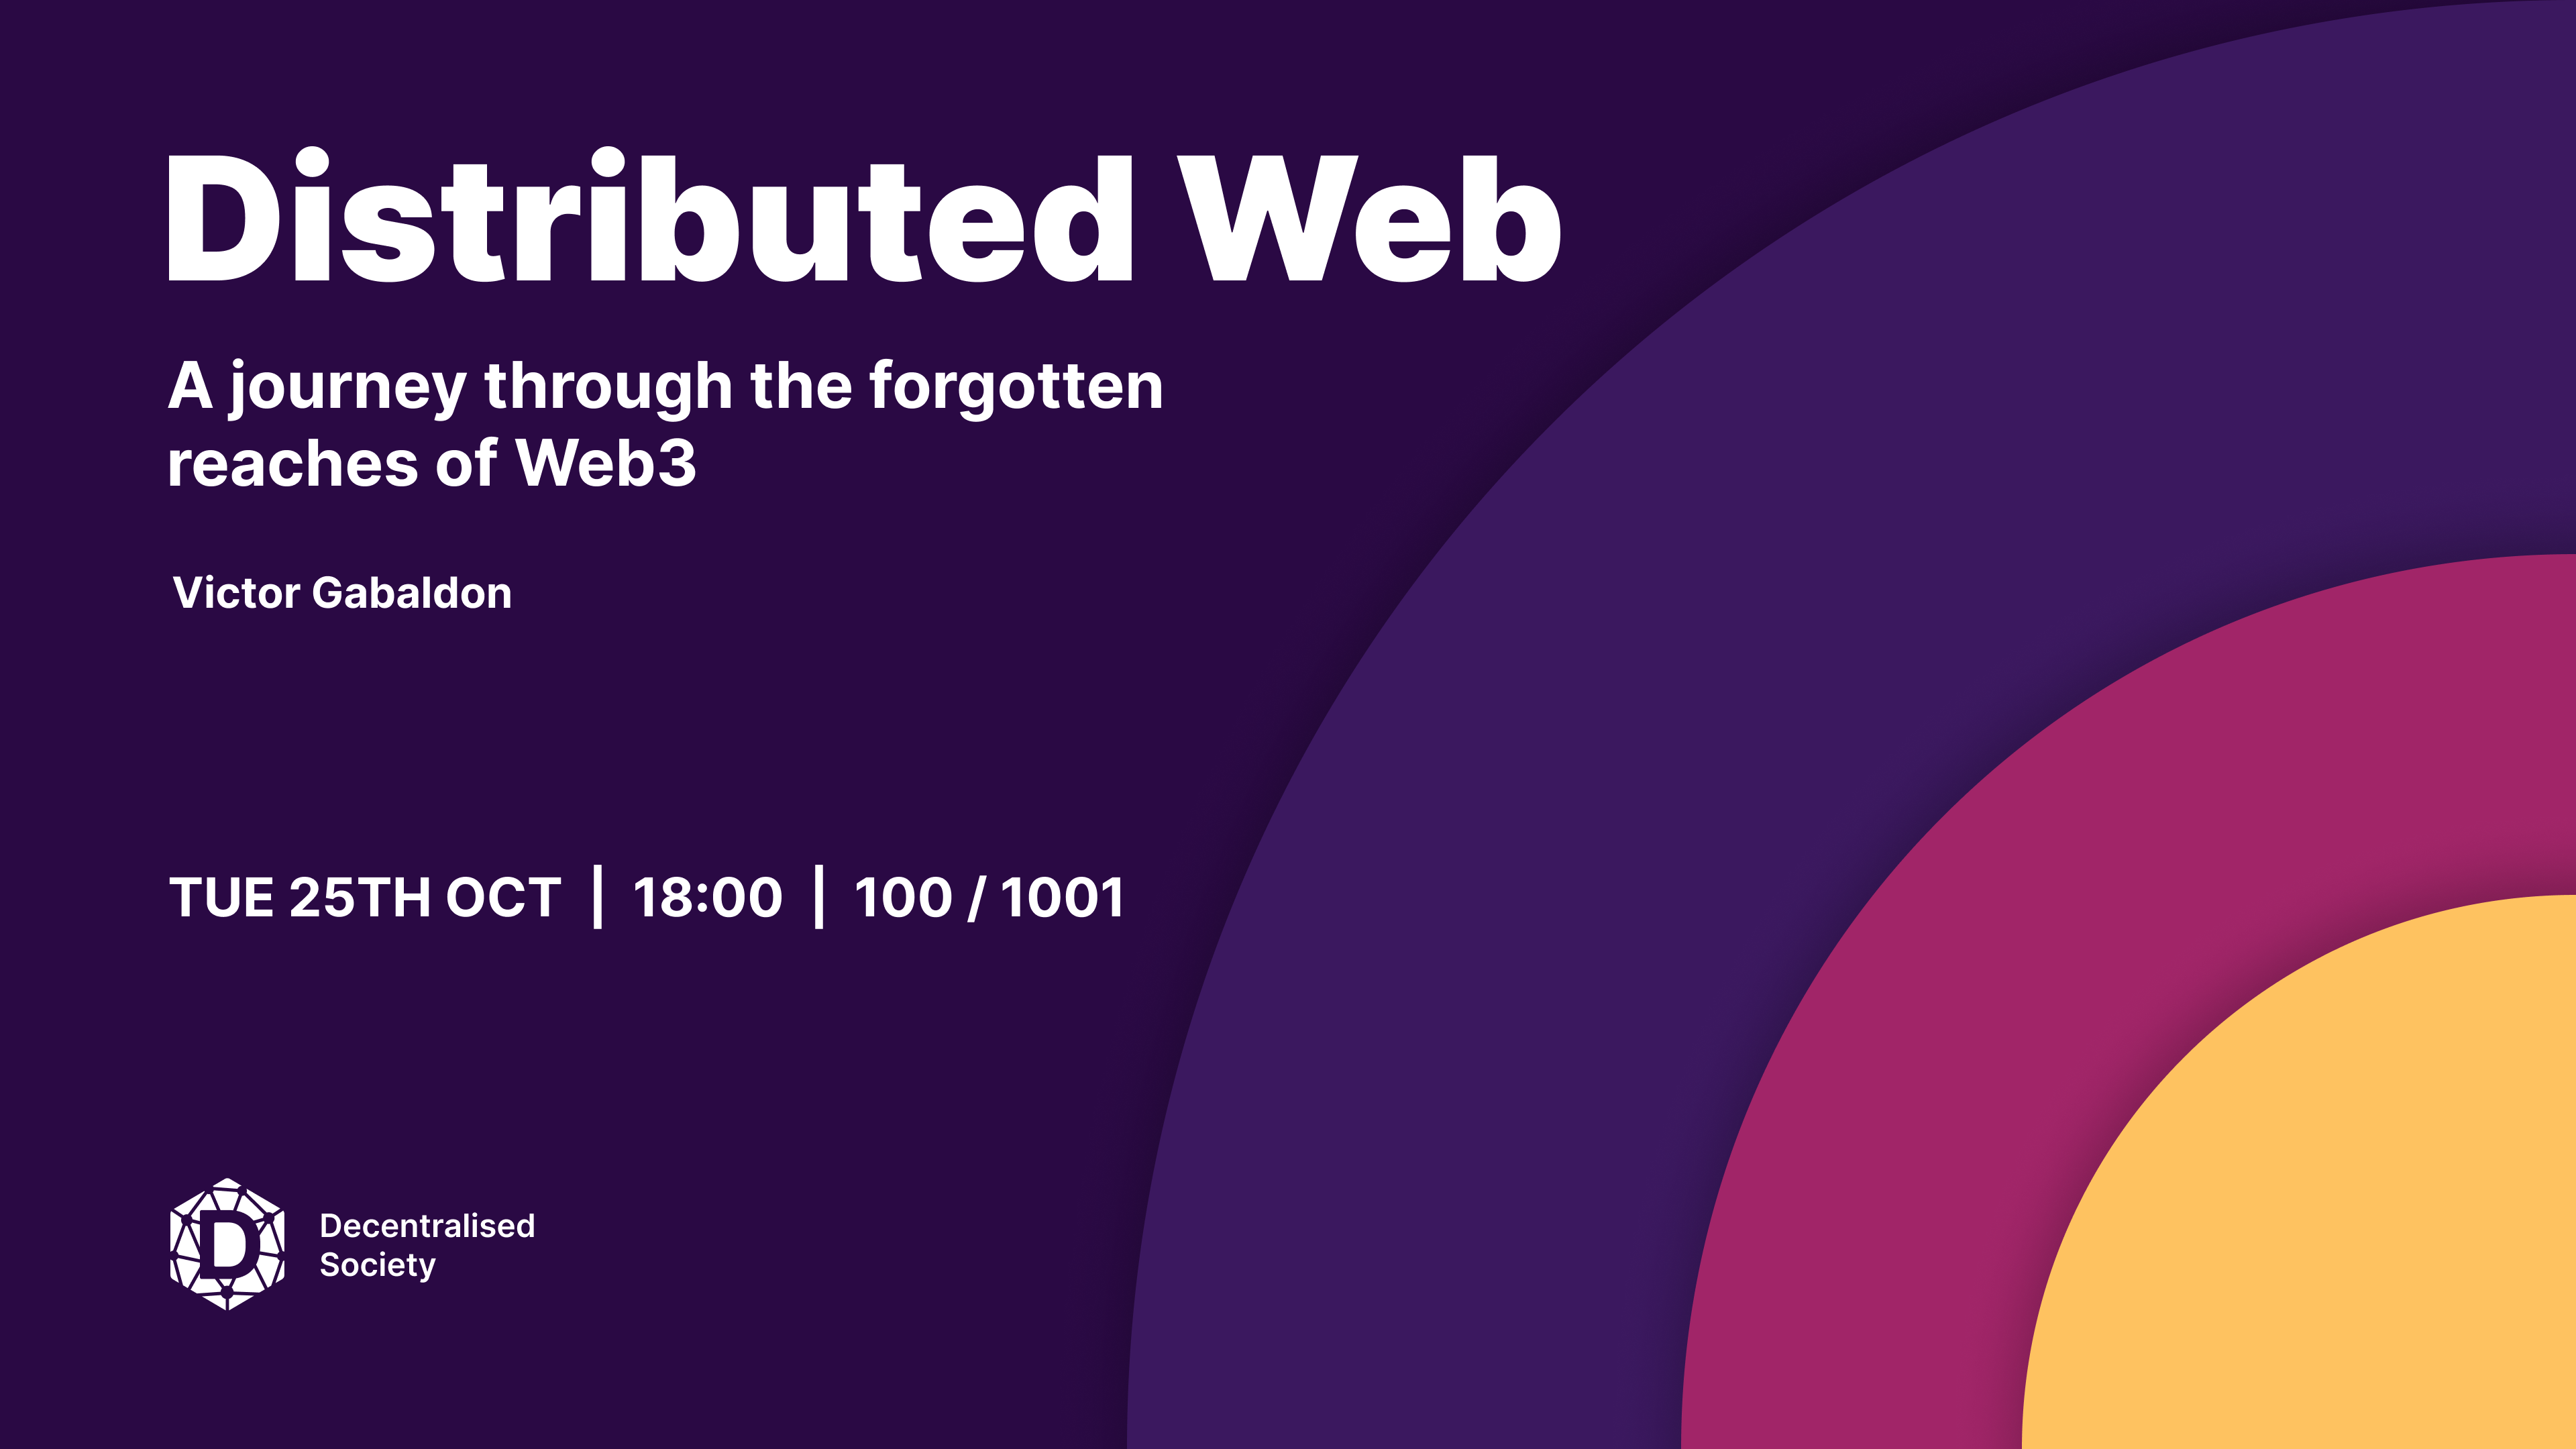 Distributed Web
A journey through the forgotten
reaches of Web3
Victor Gabaldon
TUE 25TH OCT | 18:00 | 100 / 1001
D
Decentralised
Society